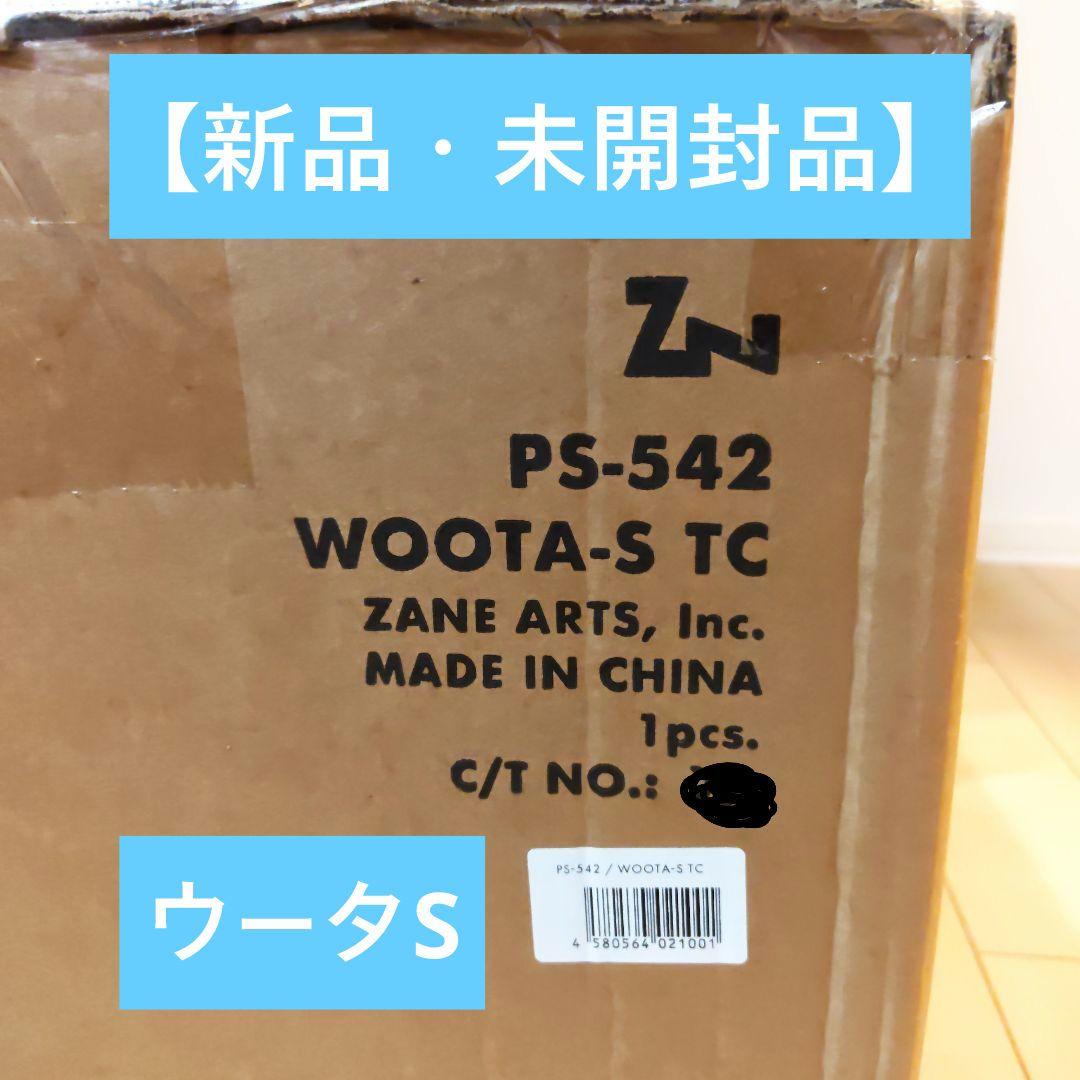 【新品・未開封品】
ZN
PS-542
WOOTA-S TC
ZANE ARTS, Inc.
MADE IN CHINA
1pcs.
C/T NO.:
PS-542 / WOOTA-S TC
4 580564 021001
ウータS